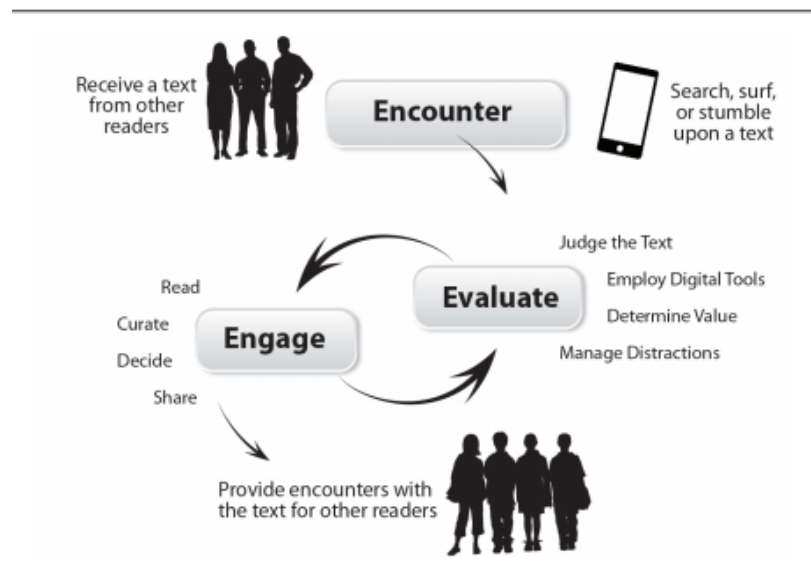 Receive a text
from other
readers
Encounter
Search, surf,
or stumble
upon a text
Judge the Text
Employ Digital Tools
Evaluate
Determine Value
Manage Distractions
Read
Curate
Engage
Decide
Share
Provide encounters with
the text for other readers